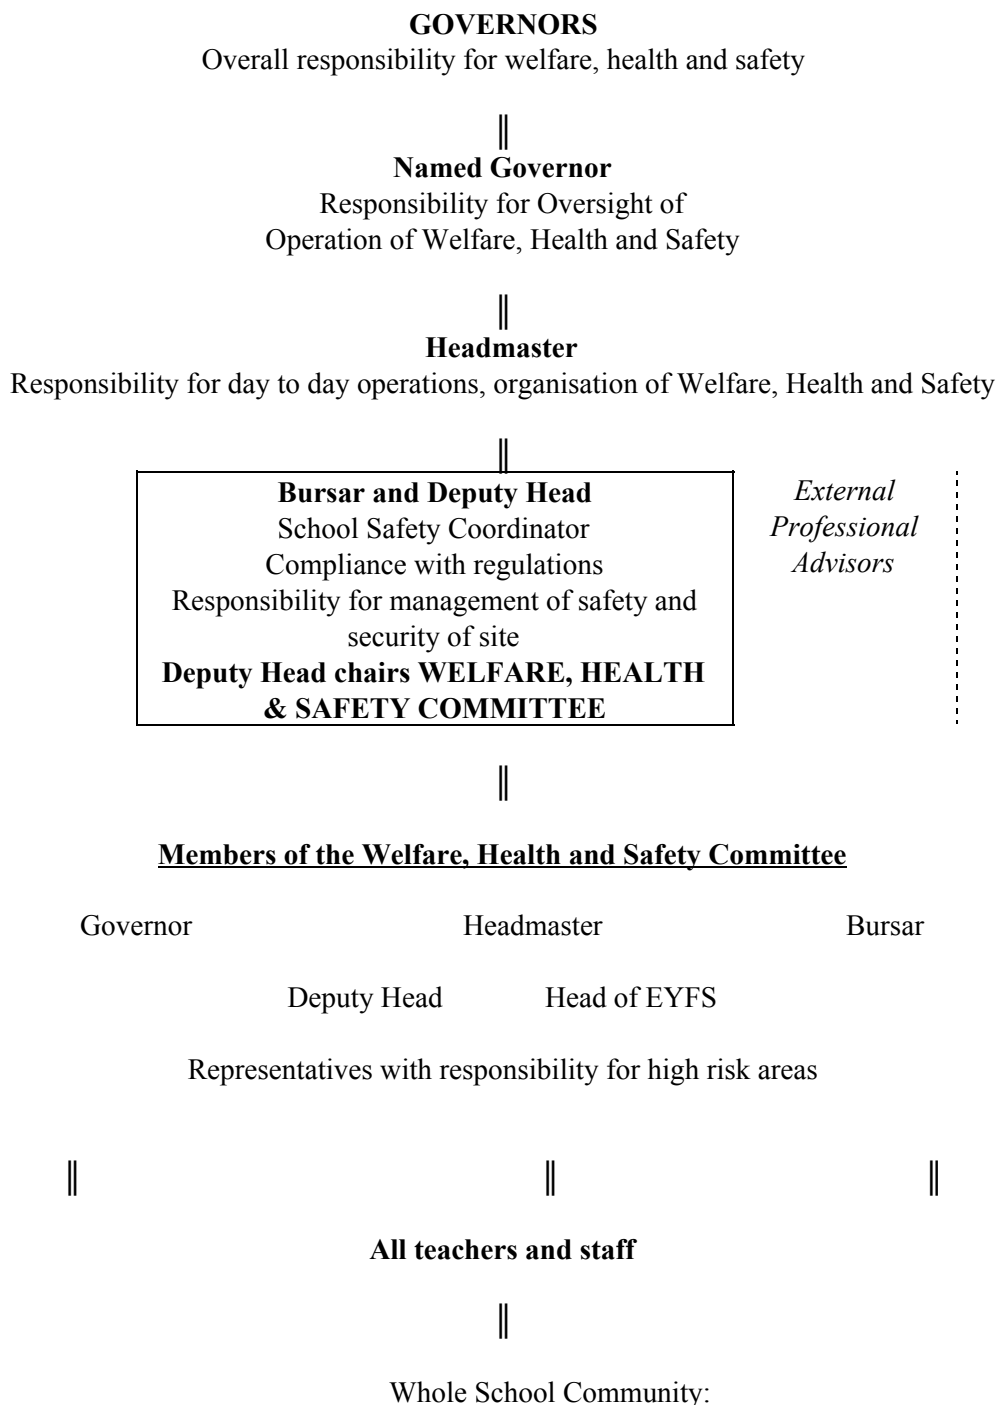 GOVERNORS
Overall responsibility for welfare, health and safety
||
Named Governor
Responsibility for Oversight of
Operation of Welfare, Health and Safety
||
Headmaster
Responsibility for day to day operations, organisation of Welfare, Health and Safety
||
Bursar and Deputy Head
School Safety Coordinator
Compliance with regulations
Responsibility for management of safety and
security of site
Deputy Head chairs WELFARE, HEALTH
& SAFETY COMMITTEE
External
Professional
Advisors
||
Members of the Welfare, Health and Safety Committee
Governor Headmaster Bursar
Deputy Head Head of EYFS
Representatives with responsibility for high risk areas
|| || ||
All teachers and staff
||
Whole School Community: